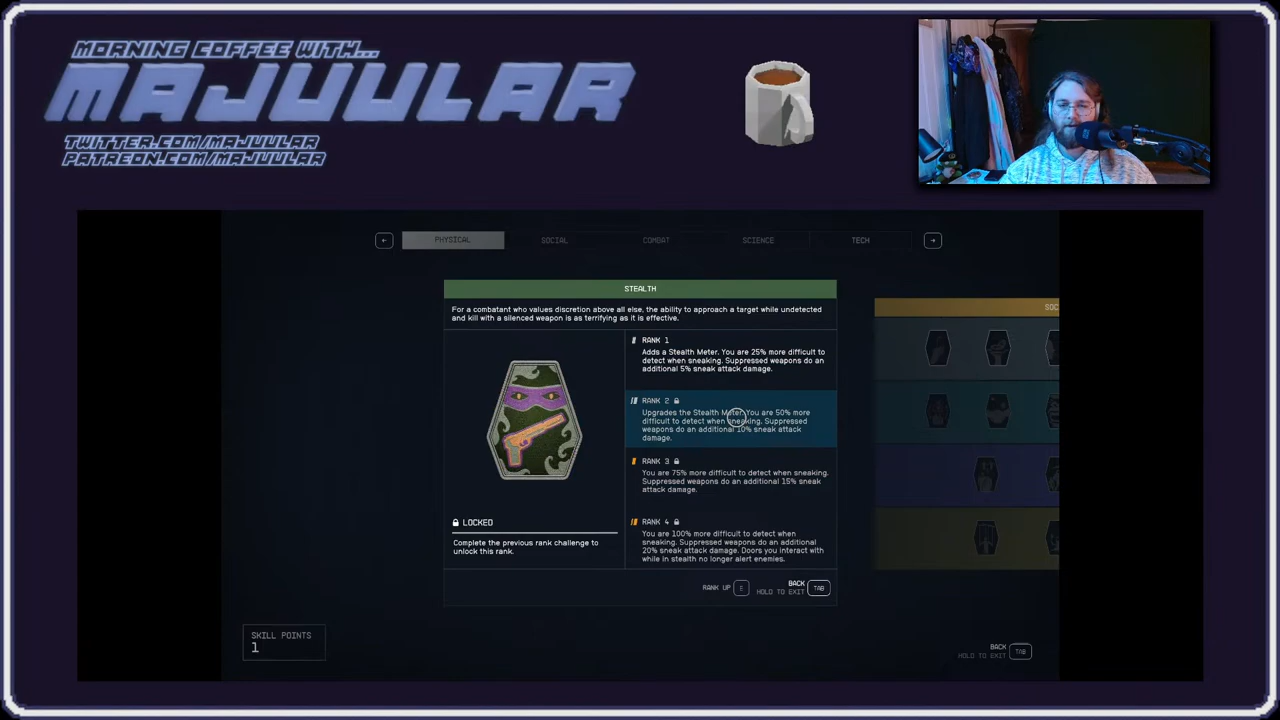 MORNING COFFEE WITH...
MAJUULAR
TWITTER.COM/MAJUULAR
PATREON.COM/MAJUULAR
PHYSICAL
SOCIAL
COMBAT
SCIENCE
TECH
STEALTH
For a combatant who values discretion above all else, the ability to approach a target while undetected
and kill with a silenced weapon is as terrifying as it is effective.
RANK 1
Adds a Stealth Meter. You are 25% more difficult to
detect when sneaking. Suppressed weapons do an
additional 5% sneak attack damage.
RANK 2
Upgrades the Stealth Meter. You are 50% more
difficult to detect when sneaking. Suppressed
weapons do an additional 10% sneak attack
damage.
RANK 3
You are 75% more difficult to detect when sneaking.
Suppressed weapons do an additional 15% sneak
attack damage.
RANK 4
You are 100% more difficult to detect when
sneaking. Suppressed weapons do an additional
20% sneak attack damage. Doors you interact with
while in stealth no longer alert enemies.
LOCKED
Complete the previous rank challenge to
unlock this rank.
RANK UP E
BACK
HOLD TO EXIT TAB
SOC
SKILL POINTS
1
BACK
HOLD TO EXIT TAB